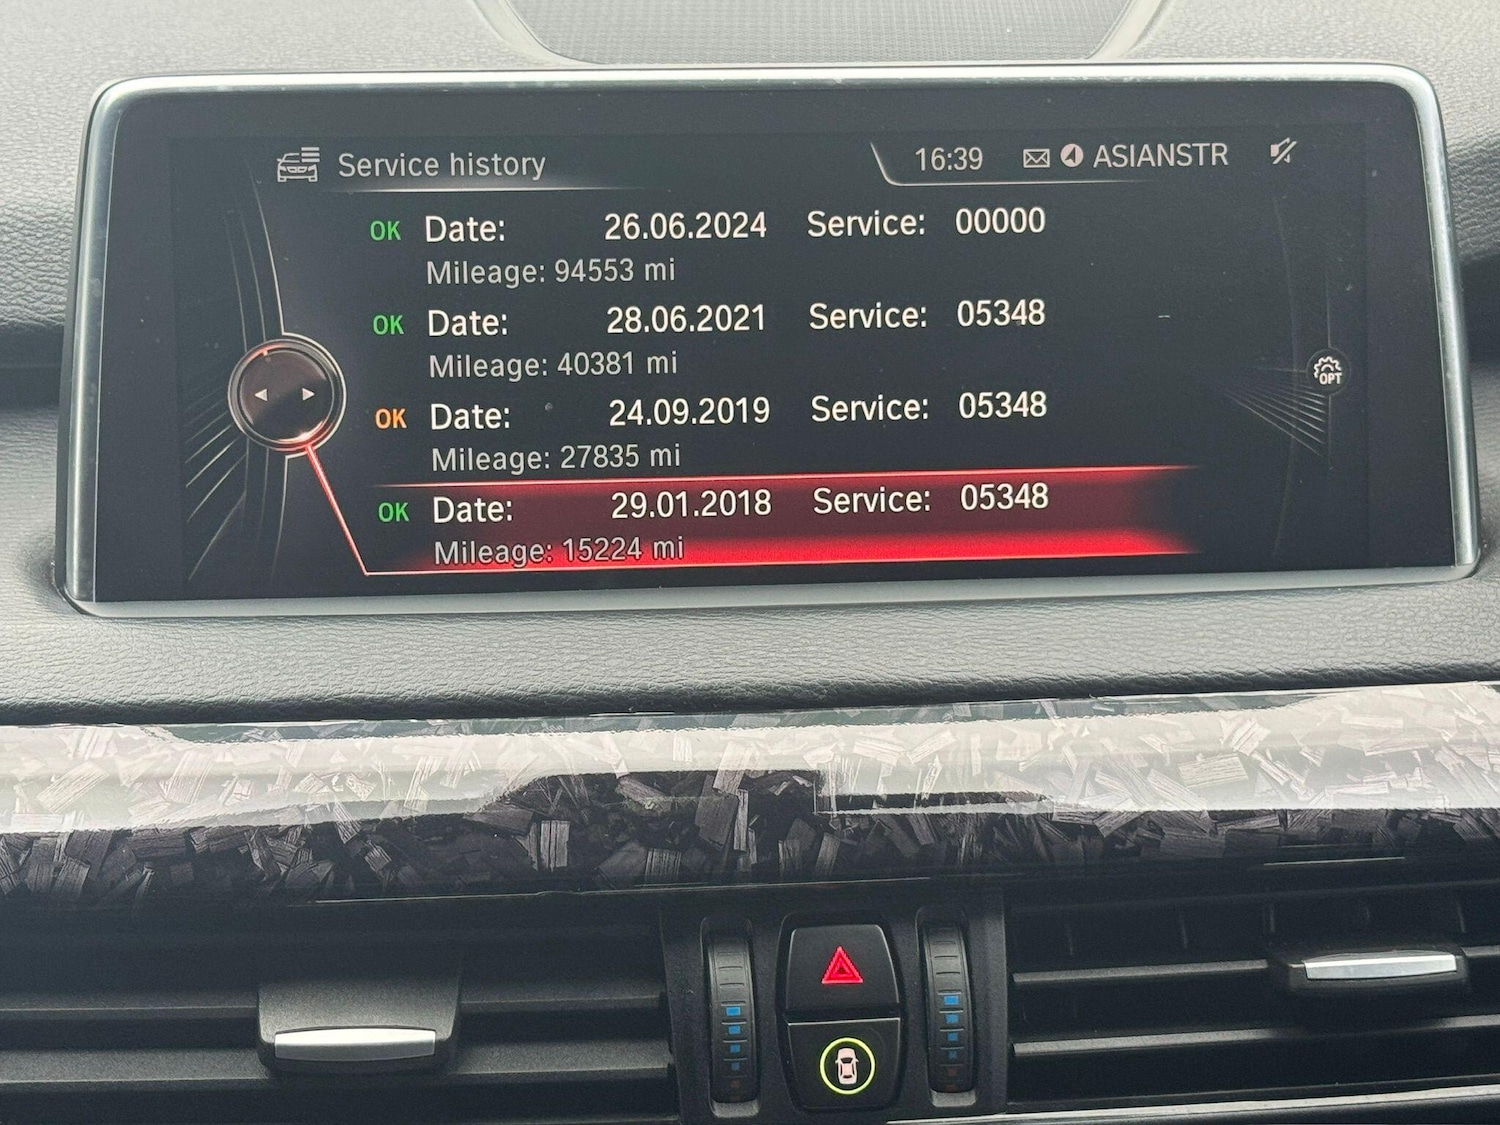 Service history 16:39 ASIANSTR
OK Date: 26.06.2024 Service: 00000
Mileage: 94553 mi
OK Date: 28.06.2021 Service: 05348
Mileage: 40381 mi
OPT
OK Date: 24.09.2019 Service: 05348
Mileage: 27835 mi
OK Date: 29.01.2018 Service: 05348
Mileage: 15224 mi